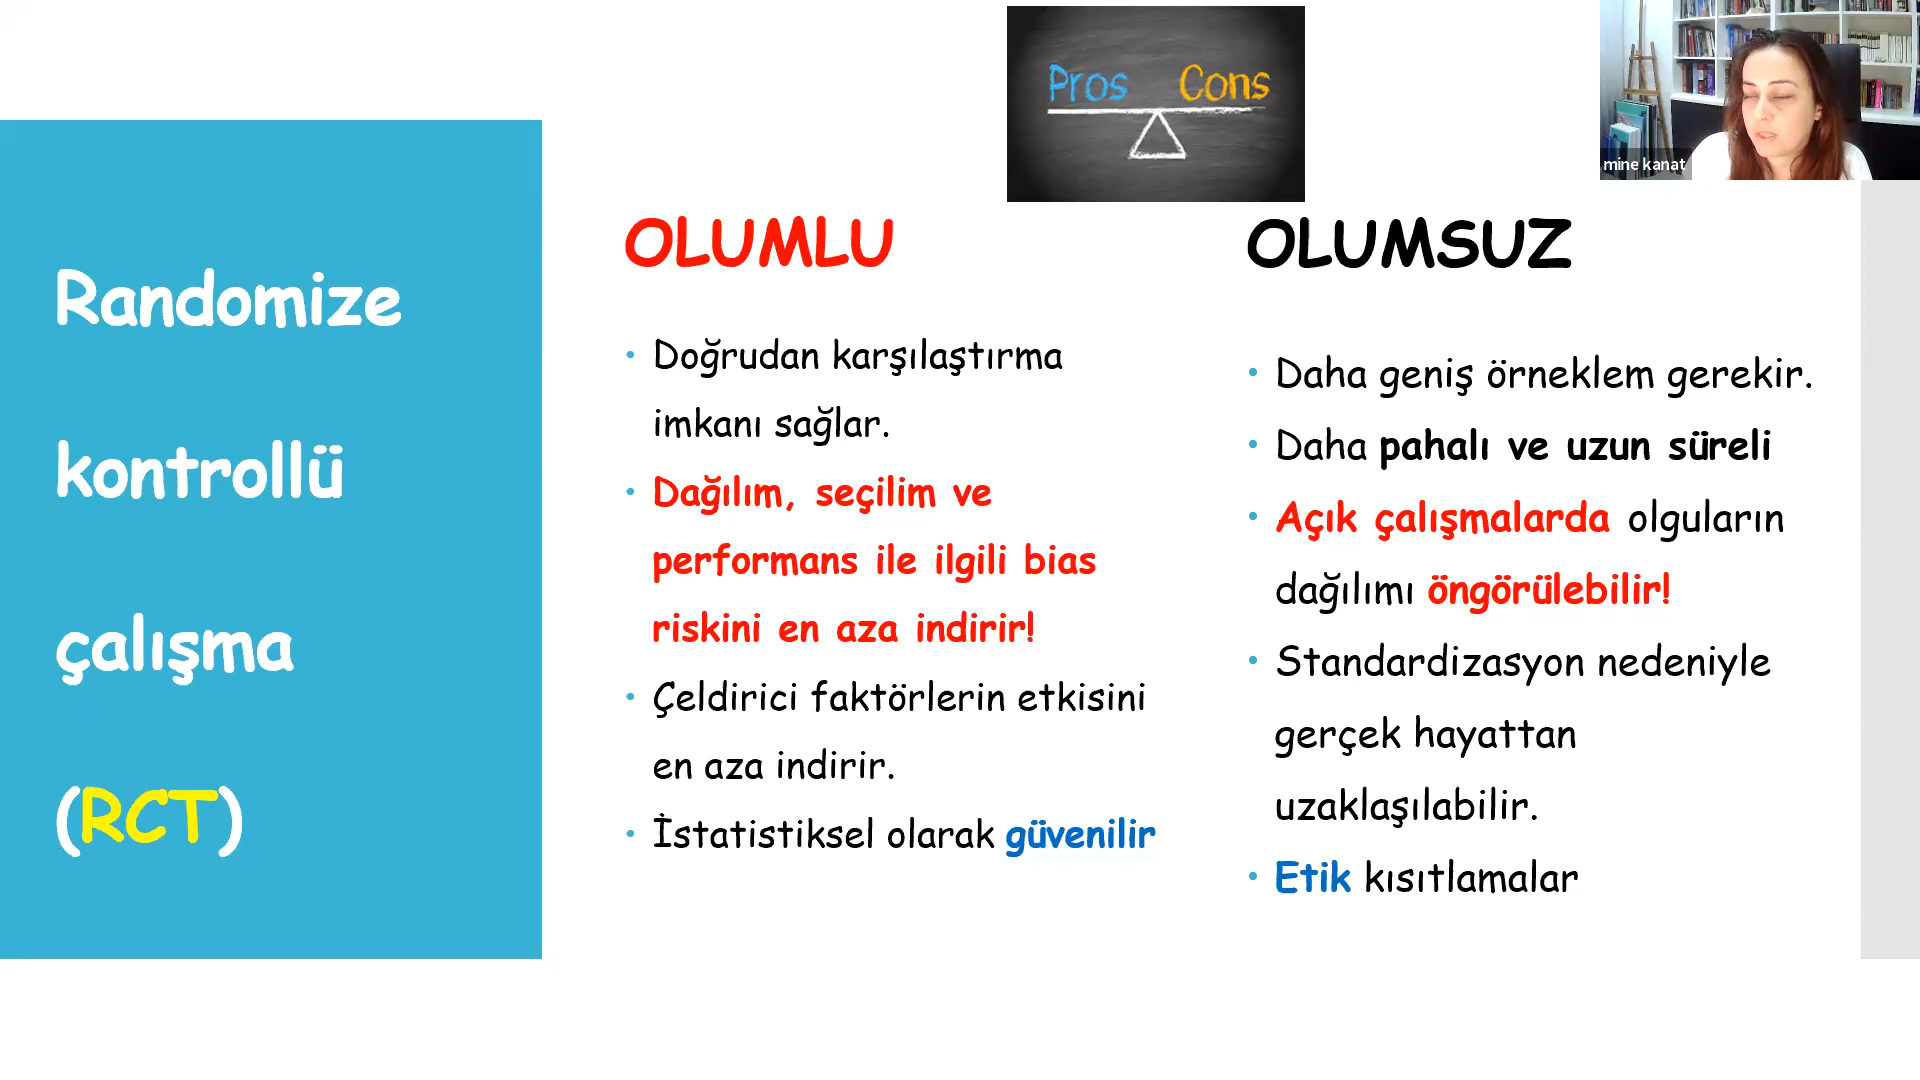 Pros Cons
mine kanat
Randomize
kontrollü
çalışma
(RCT)
OLUMLU
• Doğrudan karşılaştırma
imkanı sağlar.
• Dağılım, seçilim ve
performans ile ilgili bias
riskini en aza indirir!
• Çeldirici faktörlerin etkisini
en aza indirir.
• İstatistiksel olarak güvenilir
OLUMSUZ
• Daha geniş örneklem gerekir.
• Daha pahalı ve uzun süreli
• Açık çalışmalarda olguların
dağılımı öngörülebilir!
• Standardizasyon nedeniyle
gerçek hayattan
uzaklaşılabilir.
• Etik kısıtlamalar